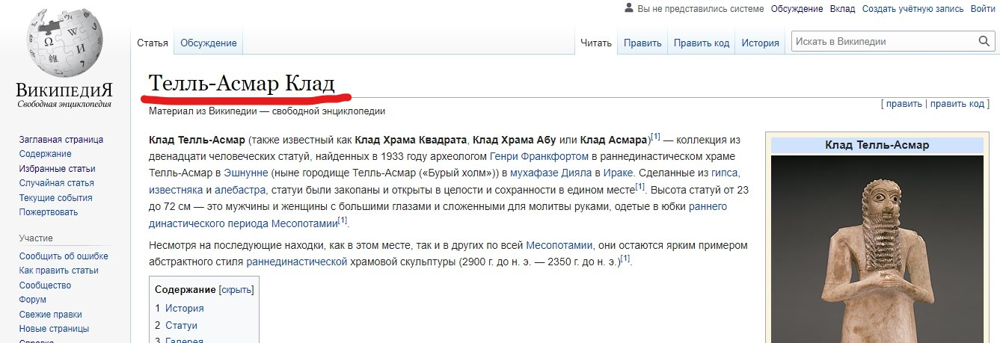 Вы не представились системе Обсуждение Вклад Создать учётную запись Войти
Статья Обсуждение Читать Править Править код История Искать в Википедии
ВИКИПЕДИЯ
Свободная энциклопедия
Заглавная страница
Содержание
Избранные статьи
Случайная статья
Текущие события
Пожертвовать
Участие
Сообщить об ошибке
Как править статьи
Сообщество
Форум
Свежие правки
Новые страницы
Справка
Телль-Асмар Клад
[ править | править код ]
Материал из Википедии — свободной энциклопедии
Клад Телль-Асмар (также известный как Клад Храма Квадрата, Клад Храма Абу или Клад Асмара)[1] — коллекция из
двенадцати человеческих статуй, найденных в 1933 году археологом Генри Франкфортом в раннединастическом храме
Телль-Асмар в Эшнунне (ныне городище Телль-Асмар («Бурый холм»)) в мухафазе Дияла в Ираке. Сделанные из гипса,
известняка и алебастра, статуи были закопаны и открыты в целости и сохранности в едином месте[1]. Высота статуй от 23
до 72 см — это мужчины и женщины с большими глазами и сложенными для молитвы руками, одетые в юбки раннего
династического периода Месопотамии[1].
Несмотря на последующие находки, как в этом месте, так и в других по всей Месопотамии, они остаются ярким примером
абстрактного стиля раннединастической храмовой скульптуры (2900 г. до н. э. — 2350 г. до н. э.)[1].
Содержание [скрыть]
1 История
2 Статуи
3 Галерея
Клад Телль-Асмар